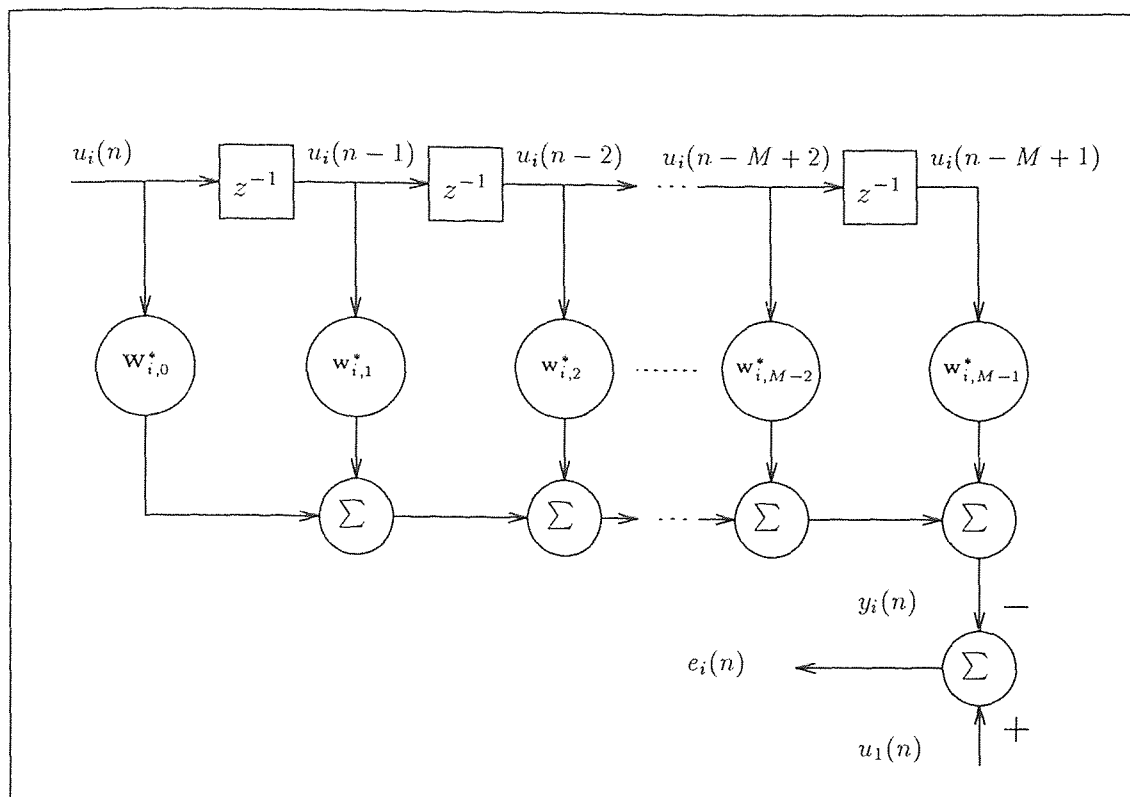 u_i(n) u_i(n − 1) u_i(n − 2) u_i(n − M + 2) u_i(n − M + 1)
z^{−1} z^{−1} ····· z^{−1}
w^*_{i,0} w^*_{i,1} w^*_{i,2} ······ w^*_{i,M−2} w^*_{i,M−1}
Σ Σ ···· Σ Σ
y_i(n) −
e_i(n) Σ
u_1(n) +